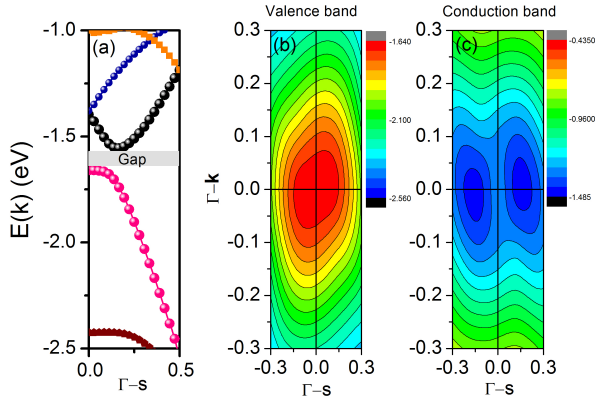 Valence band
Conduction band
(a)
(b)
(c)
E(k) (eV)
-1.0
-1.5
-2.0
-2.5
Gap
0.0
0.5
Γ−s
Γ−k
0.3
0.2
0.1
0.0
-0.1
-0.2
-0.3
-0.3
0.0
0.3
Γ−s
-1.640
-2.100
-2.560
0.3
0.2
0.1
0.0
-0.1
-0.2
-0.3
-0.3
0.0
0.3
Γ−s
-0.4350
-0.9600
-1.485